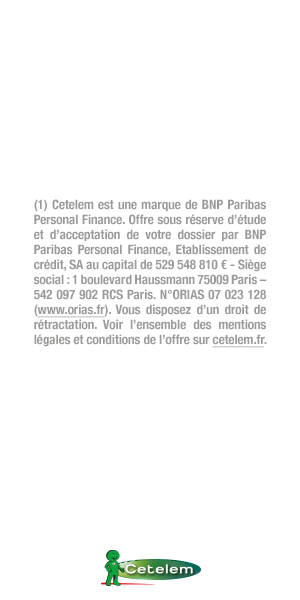 (1) Cetelem est une marque de BNP Paribas
Personal Finance. Offre sous réserve d'étude
et d'acceptation de votre dossier par BNP
Paribas Personal Finance, Etablissement de
crédit, SA au capital de 529 548 810 € - Siège
social : 1 boulevard Haussmann 75009 Paris –
542 097 902 RCS Paris. N°ORIAS 07 023 128
(www.orias.fr). Vous disposez d'un droit de
rétractation. Voir l'ensemble des mentions
légales et conditions de l'offre sur cetelem.fr.
Cetelem